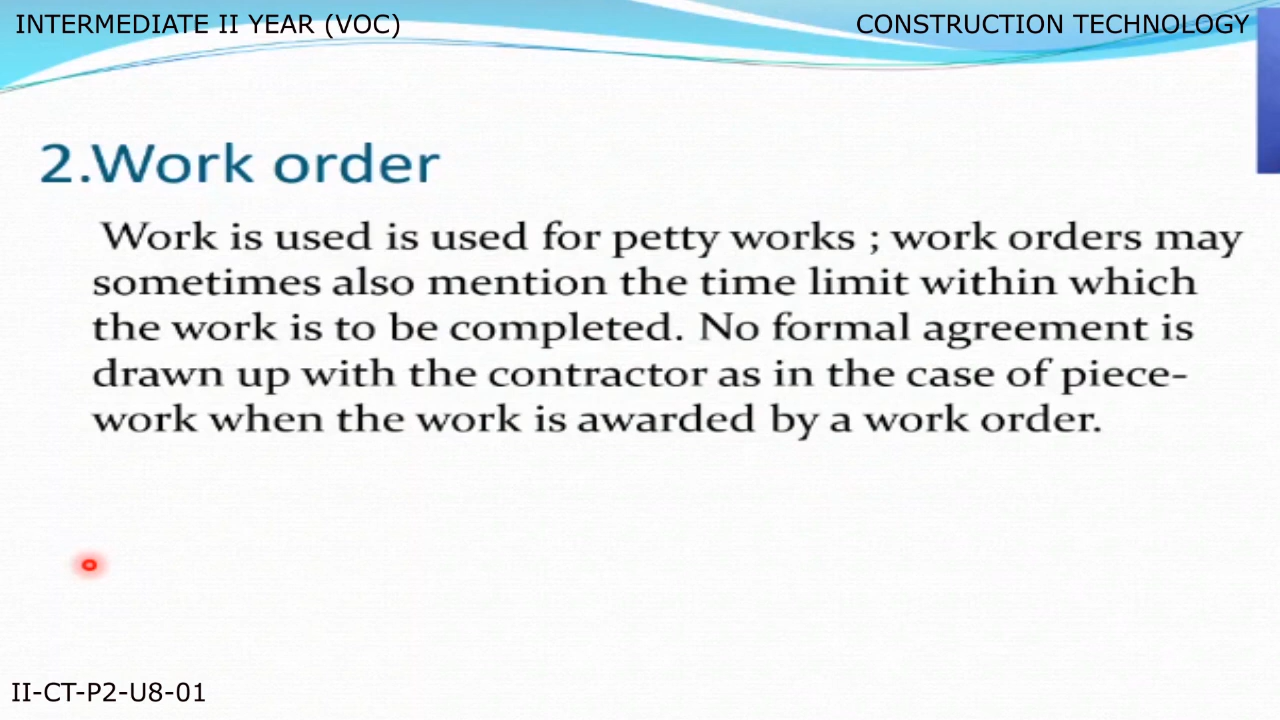 INTERMEDIATE II YEAR (VOC)
CONSTRUCTION TECHNOLOGY
2.Work order
Work is used is used for petty works ; work orders may
sometimes also mention the time limit within which
the work is to be completed. No formal agreement is
drawn up with the contractor as in the case of piece-
work when the work is awarded by a work order.
II-CT-P2-U8-01